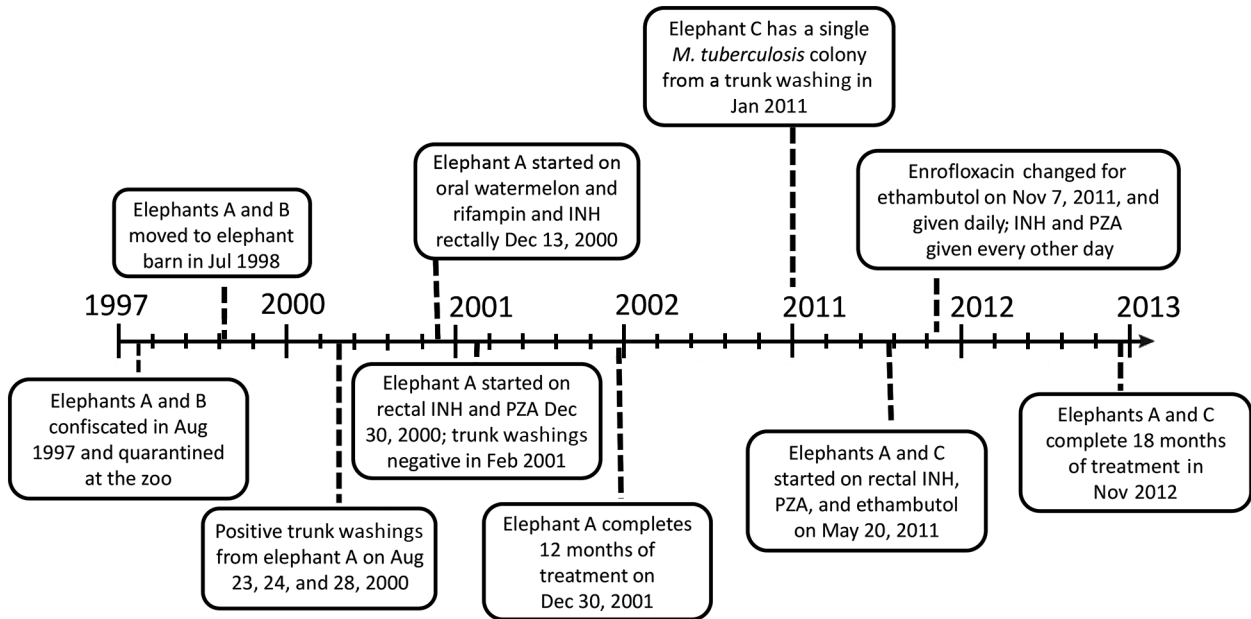 Elephant C has a single
M. tuberculosis colony
from a trunk washing in
Jan 2011
Elephant A started on
oral watermelon and
rifampin and INH
rectally Dec 13, 2000
Enrofloxacin changed for
ethambutol on Nov 7, 2011, and
given daily; INH and PZA
given every other day
Elephants A and B
moved to elephant
barn in Jul 1998
1997
2000
2001
2002
2011
2012
2013
Elephants A and B
confiscated in Aug
1997 and quarantined
at the zoo
Positive trunk washings
from elephant A on Aug
23, 24, and 28, 2000
Elephant A started on
rectal INH and PZA Dec
30, 2000; trunk washings
negative in Feb 2001
Elephant A completes
12 months of
treatment on
Dec 30, 2001
Elephants A and C
started on rectal INH,
PZA, and ethambutol
on May 20, 2011
Elephants A and C
complete 18 months
of treatment in
Nov 2012